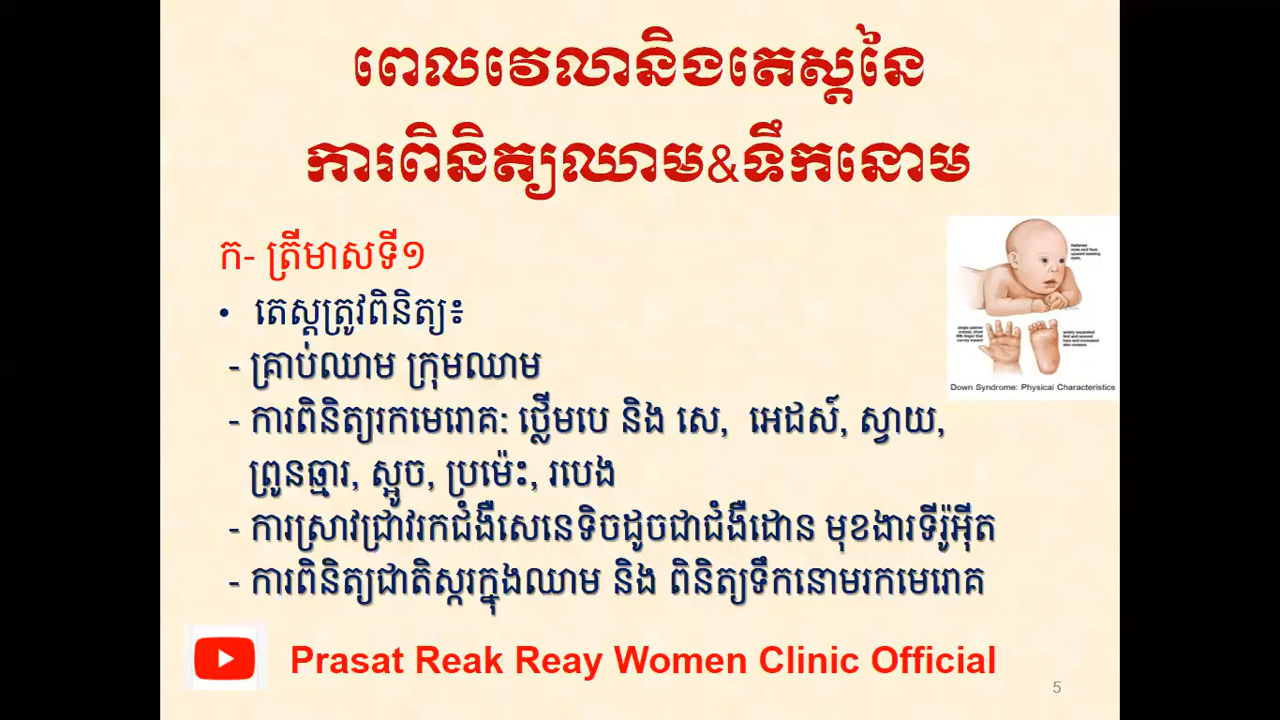 ពេលវេលានិងតេស្តនៃ
ការពិនិត្យឈាម&ទឹកនោម
ក- ត្រីមាសទី១
• តេស្តត្រូវពិនិត្យ៖
- គ្រាប់ឈាម ក្រុមឈាម
- ការពិនិត្យរកមេរោគ: ថ្លើមបេ និង សេ, អេដស៍, ស្វាយ,
ព្រូនឆ្មារ, ស្អូច, ប្រម៉េះ, របេង
- ការស្រាវជ្រាវរកជំងឺសេនេទិចដូចជាជំងឺដោន មុខងារទីរ៉ូអ៊ីត
- ការពិនិត្យជាតិស្ករក្នុងឈាម និង ពិនិត្យទឹកនោមរកមេរោគ
Down Syndrome: Physical Characteristics
Prasat Reak Reay Women Clinic Official
5